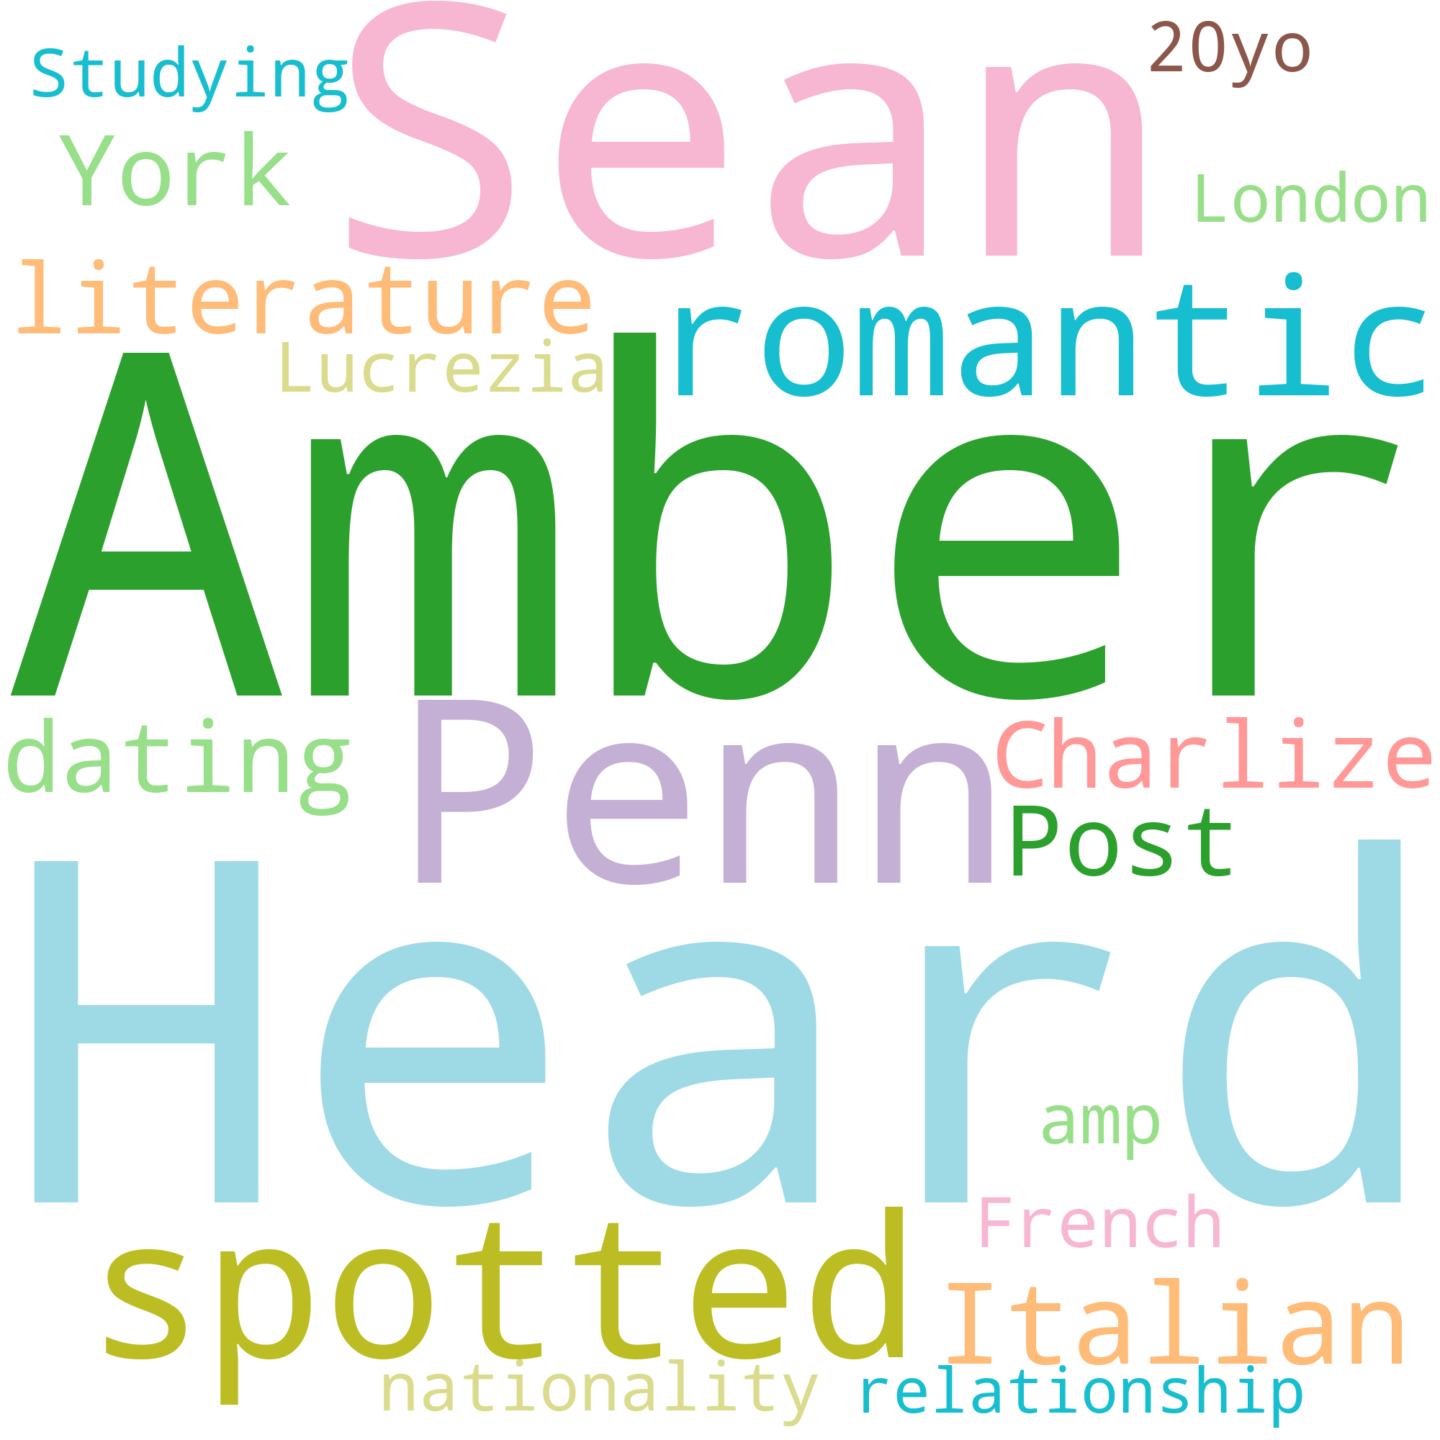 Sean
20yo
Studying
York
London
literature
romantic
Lucrezia
Amber
dating
Penn
Charlize
Post
Heard
amp
French
spotted
Italian
nationality
relationship